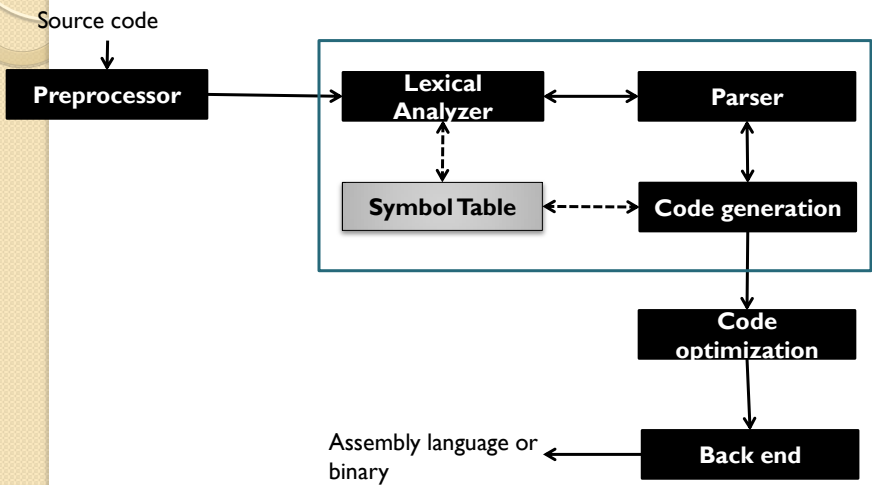 Source code
Preprocessor
Lexical
Analyzer
Parser
Symbol Table
Code generation
Code
optimization
Assembly language or
binary
Back end